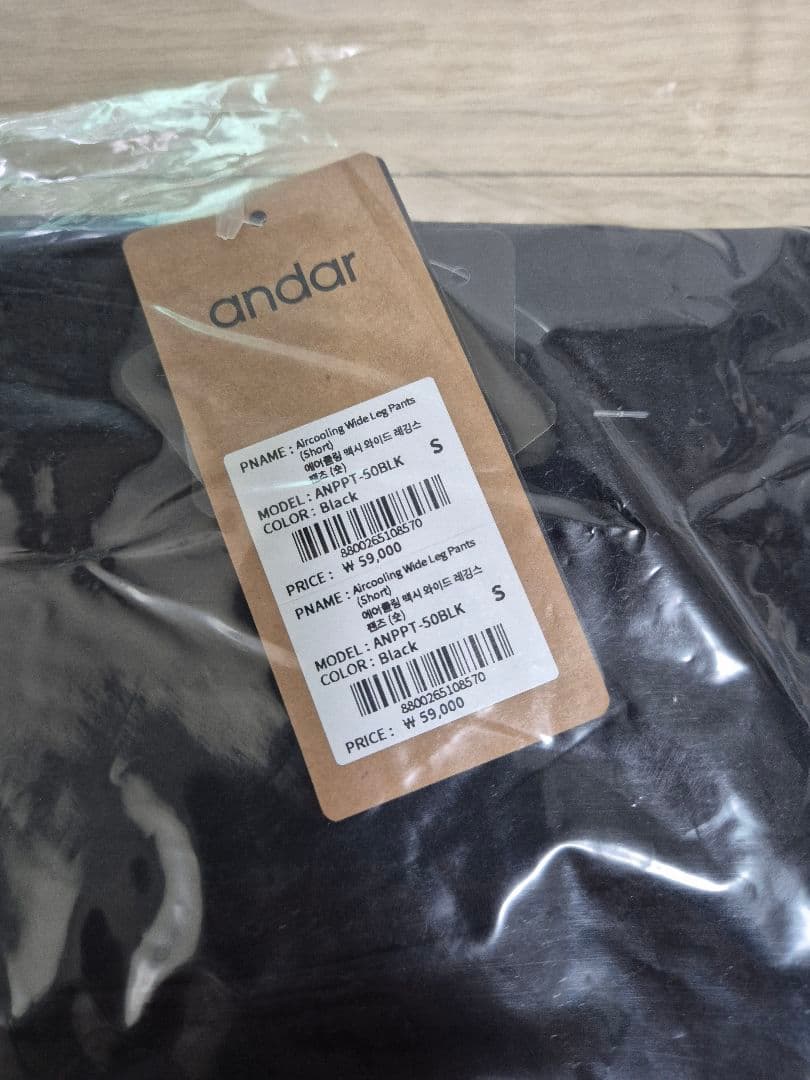 andar
PNAME : Aircooling Wide Leg Pants
(Short)
에어쿨링 맥시 와이드 레깅스
팬츠 (숏)
S
MODEL : ANPPT-50BLK
COLOR : Black
8800265108570
PRICE : ₩ 59,000
PNAME : Aircooling Wide Leg Pants
(Short)
에어쿨링 맥시 와이드 레깅스
팬츠 (숏)
S
MODEL : ANPPT-50BLK
COLOR : Black
8800265108570
PRICE : ₩ 59,000